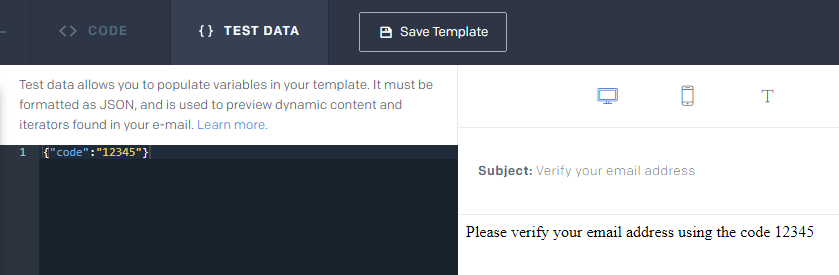 <> CODE
{} TEST DATA
Save Template
Test data allows you to populate variables in your template. It must be
formatted as JSON, and is used to preview dynamic content and
iterators found in your e-mail. Learn more.
1 {"code":"12345"}
T
Subject: Verify your email address
Please verify your email address using the code 12345